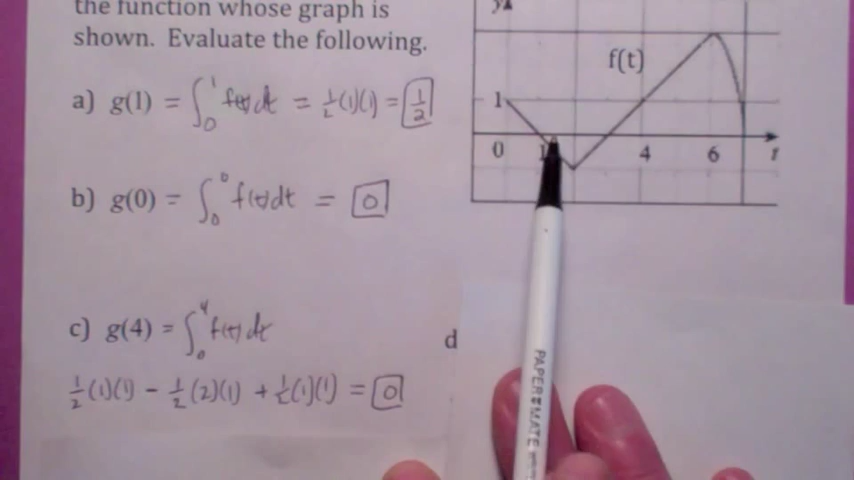 the function whose graph is
shown. Evaluate the following.
a) g(1) = ∫₀¹ f(t)dt = ½(1)(1) = ½
b) g(0) = ∫₀⁰ f(t)dt = 0
c) g(4) = ∫₀⁴ f(t)dt
½(1)(1) - ½(2)(1) + ½(1)(1) = 0
d
y
f(t)
1
0 1 4 6 t
PAPER MATE